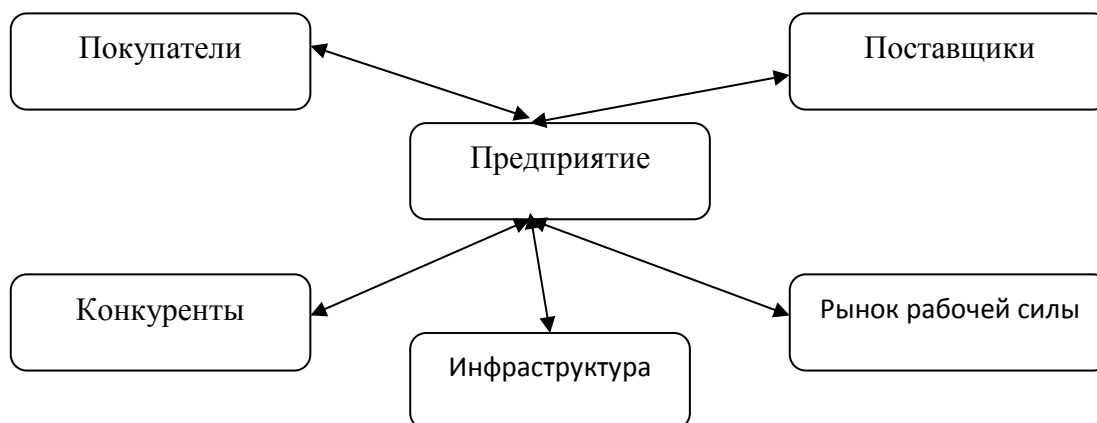 Покупатели
Поставщики
Предприятие
Конкуренты
Рынок рабочей силы
Инфраструктура